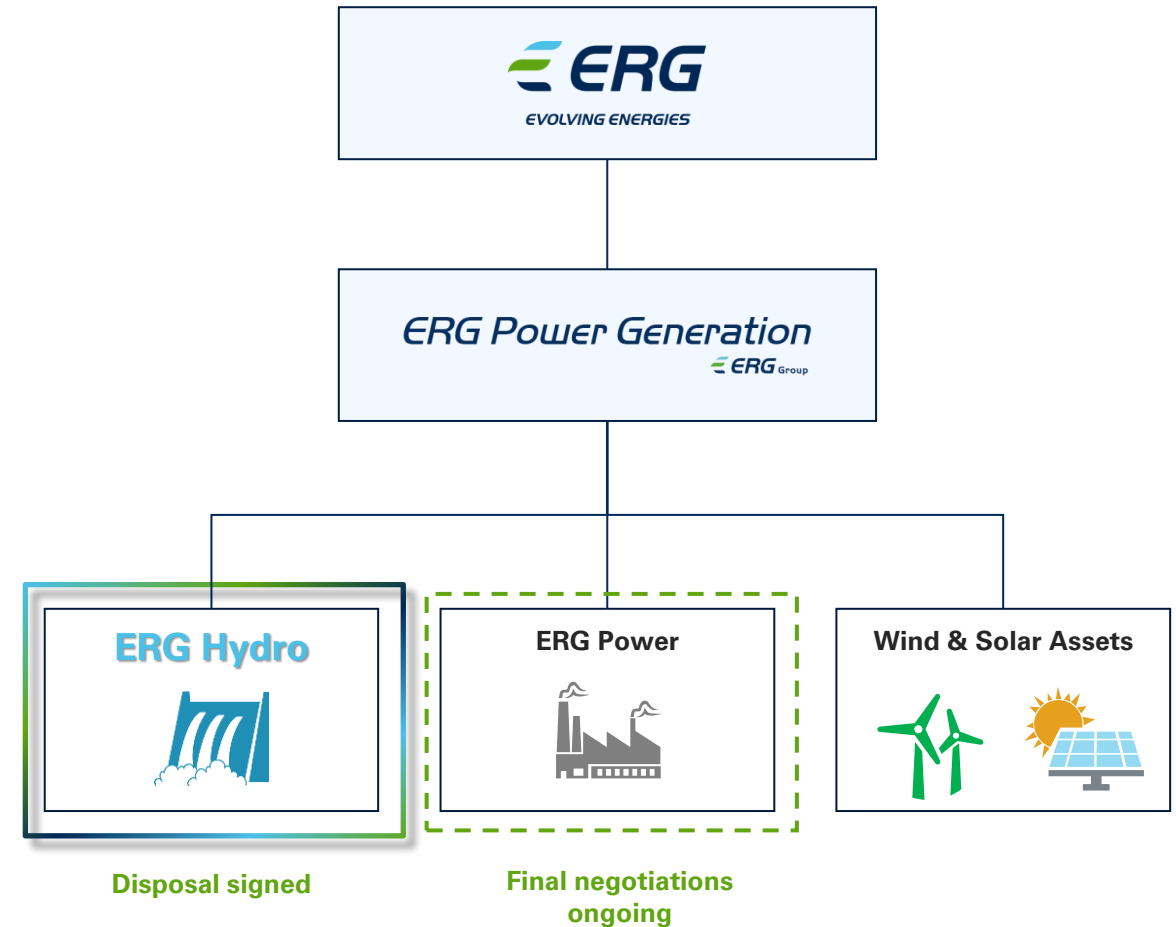 ERG
EVOLVING ENERGIES
ERG Power Generation
ERG Group
ERG Hydro
ERG Power
Wind & Solar Assets
Disposal signed
Final negotiations
ongoing